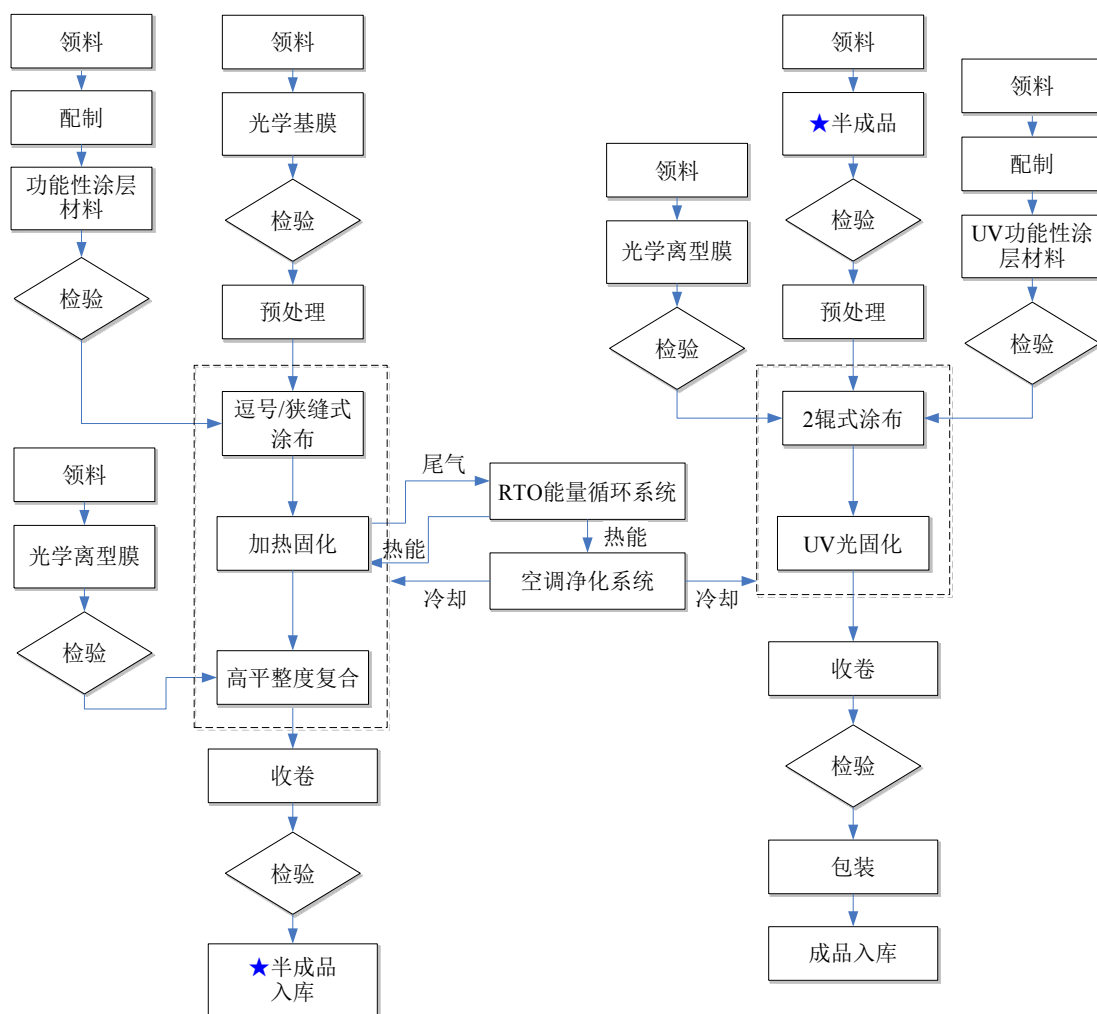 领料
配制
功能性涂层
材料
检验
领料
光学基膜
检验
预处理
逗号/狭缝式
涂布
加热固化
高平整度复合
收卷
检验
★半成品
入库
领料
光学离型膜
检验
尾气
RTO能量循环系统
热能
热能
空调净化系统
冷却
冷却
领料
光学离型膜
检验
领料
★半成品
检验
预处理
2辊式涂布
UV光固化
收卷
检验
包装
成品入库
领料
配制
UV功能性涂
层材料
检验